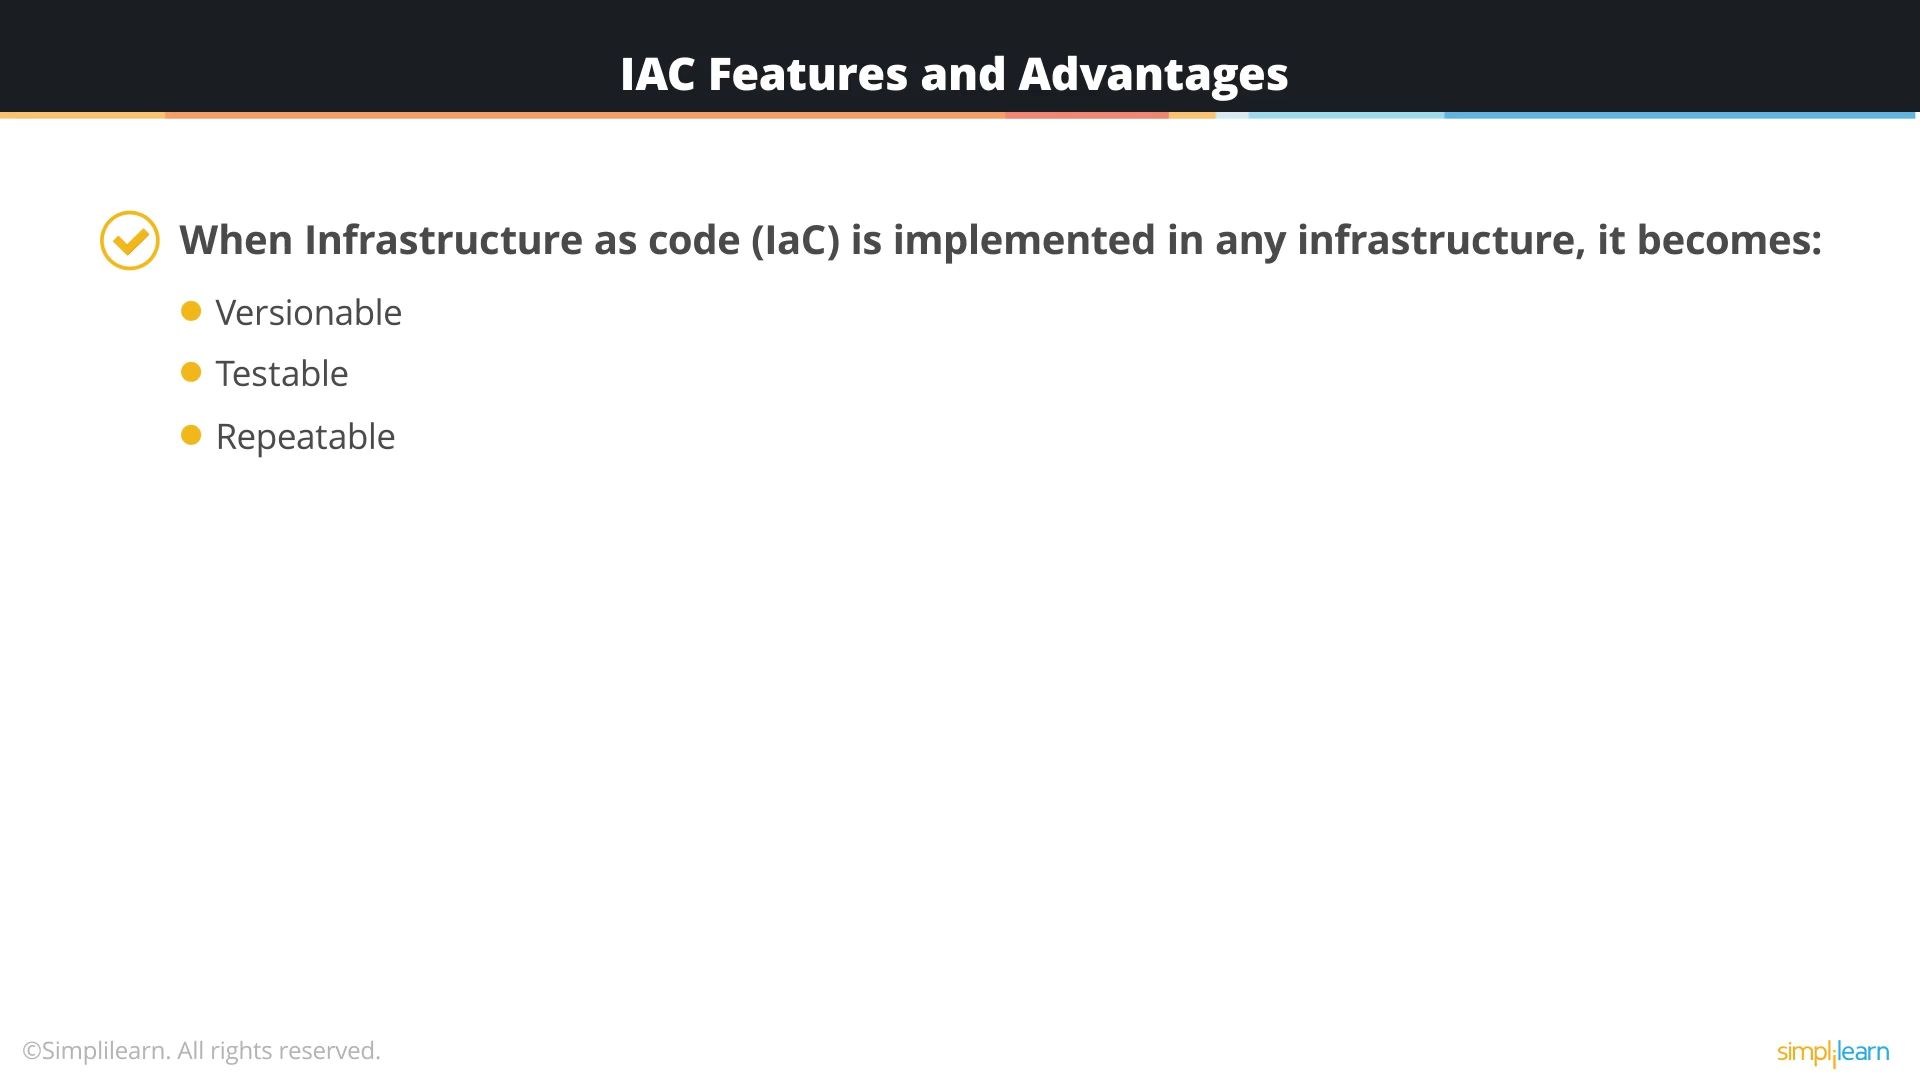 IAC Features and Advantages
When Infrastructure as code (IaC) is implemented in any infrastructure, it becomes:
Versionable
Testable
Repeatable
©Simplilearn. All rights reserved.
simplilearn